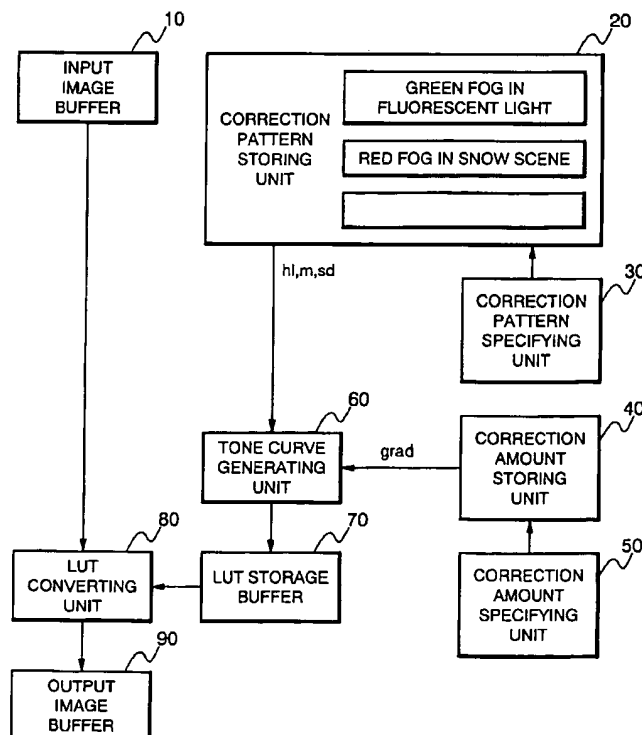 10
20
INPUT
IMAGE
BUFFER
CORRECTION
PATTERN
STORING
UNIT
GREEN FOG IN
FLUORESCENT LIGHT
RED FOG IN SNOW SCENE
hl,m,sd
30
CORRECTION
PATTERN
SPECIFYING
UNIT
60
TONE CURVE
GENERATING
UNIT
grad
40
CORRECTION
AMOUNT
STORING
UNIT
80
LUT
CONVERTING
UNIT
70
LUT STORAGE
BUFFER
50
CORRECTION
AMOUNT
SPECIFYING
UNIT
90
OUTPUT
IMAGE
BUFFER